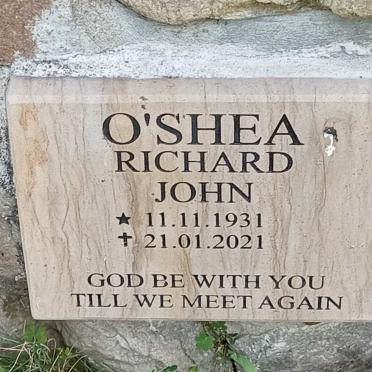 O'SHEA
RICHARD
JOHN
★ 11.11.1931
✝ 21.01.2021
GOD BE WITH YOU
TILL WE MEET AGAIN